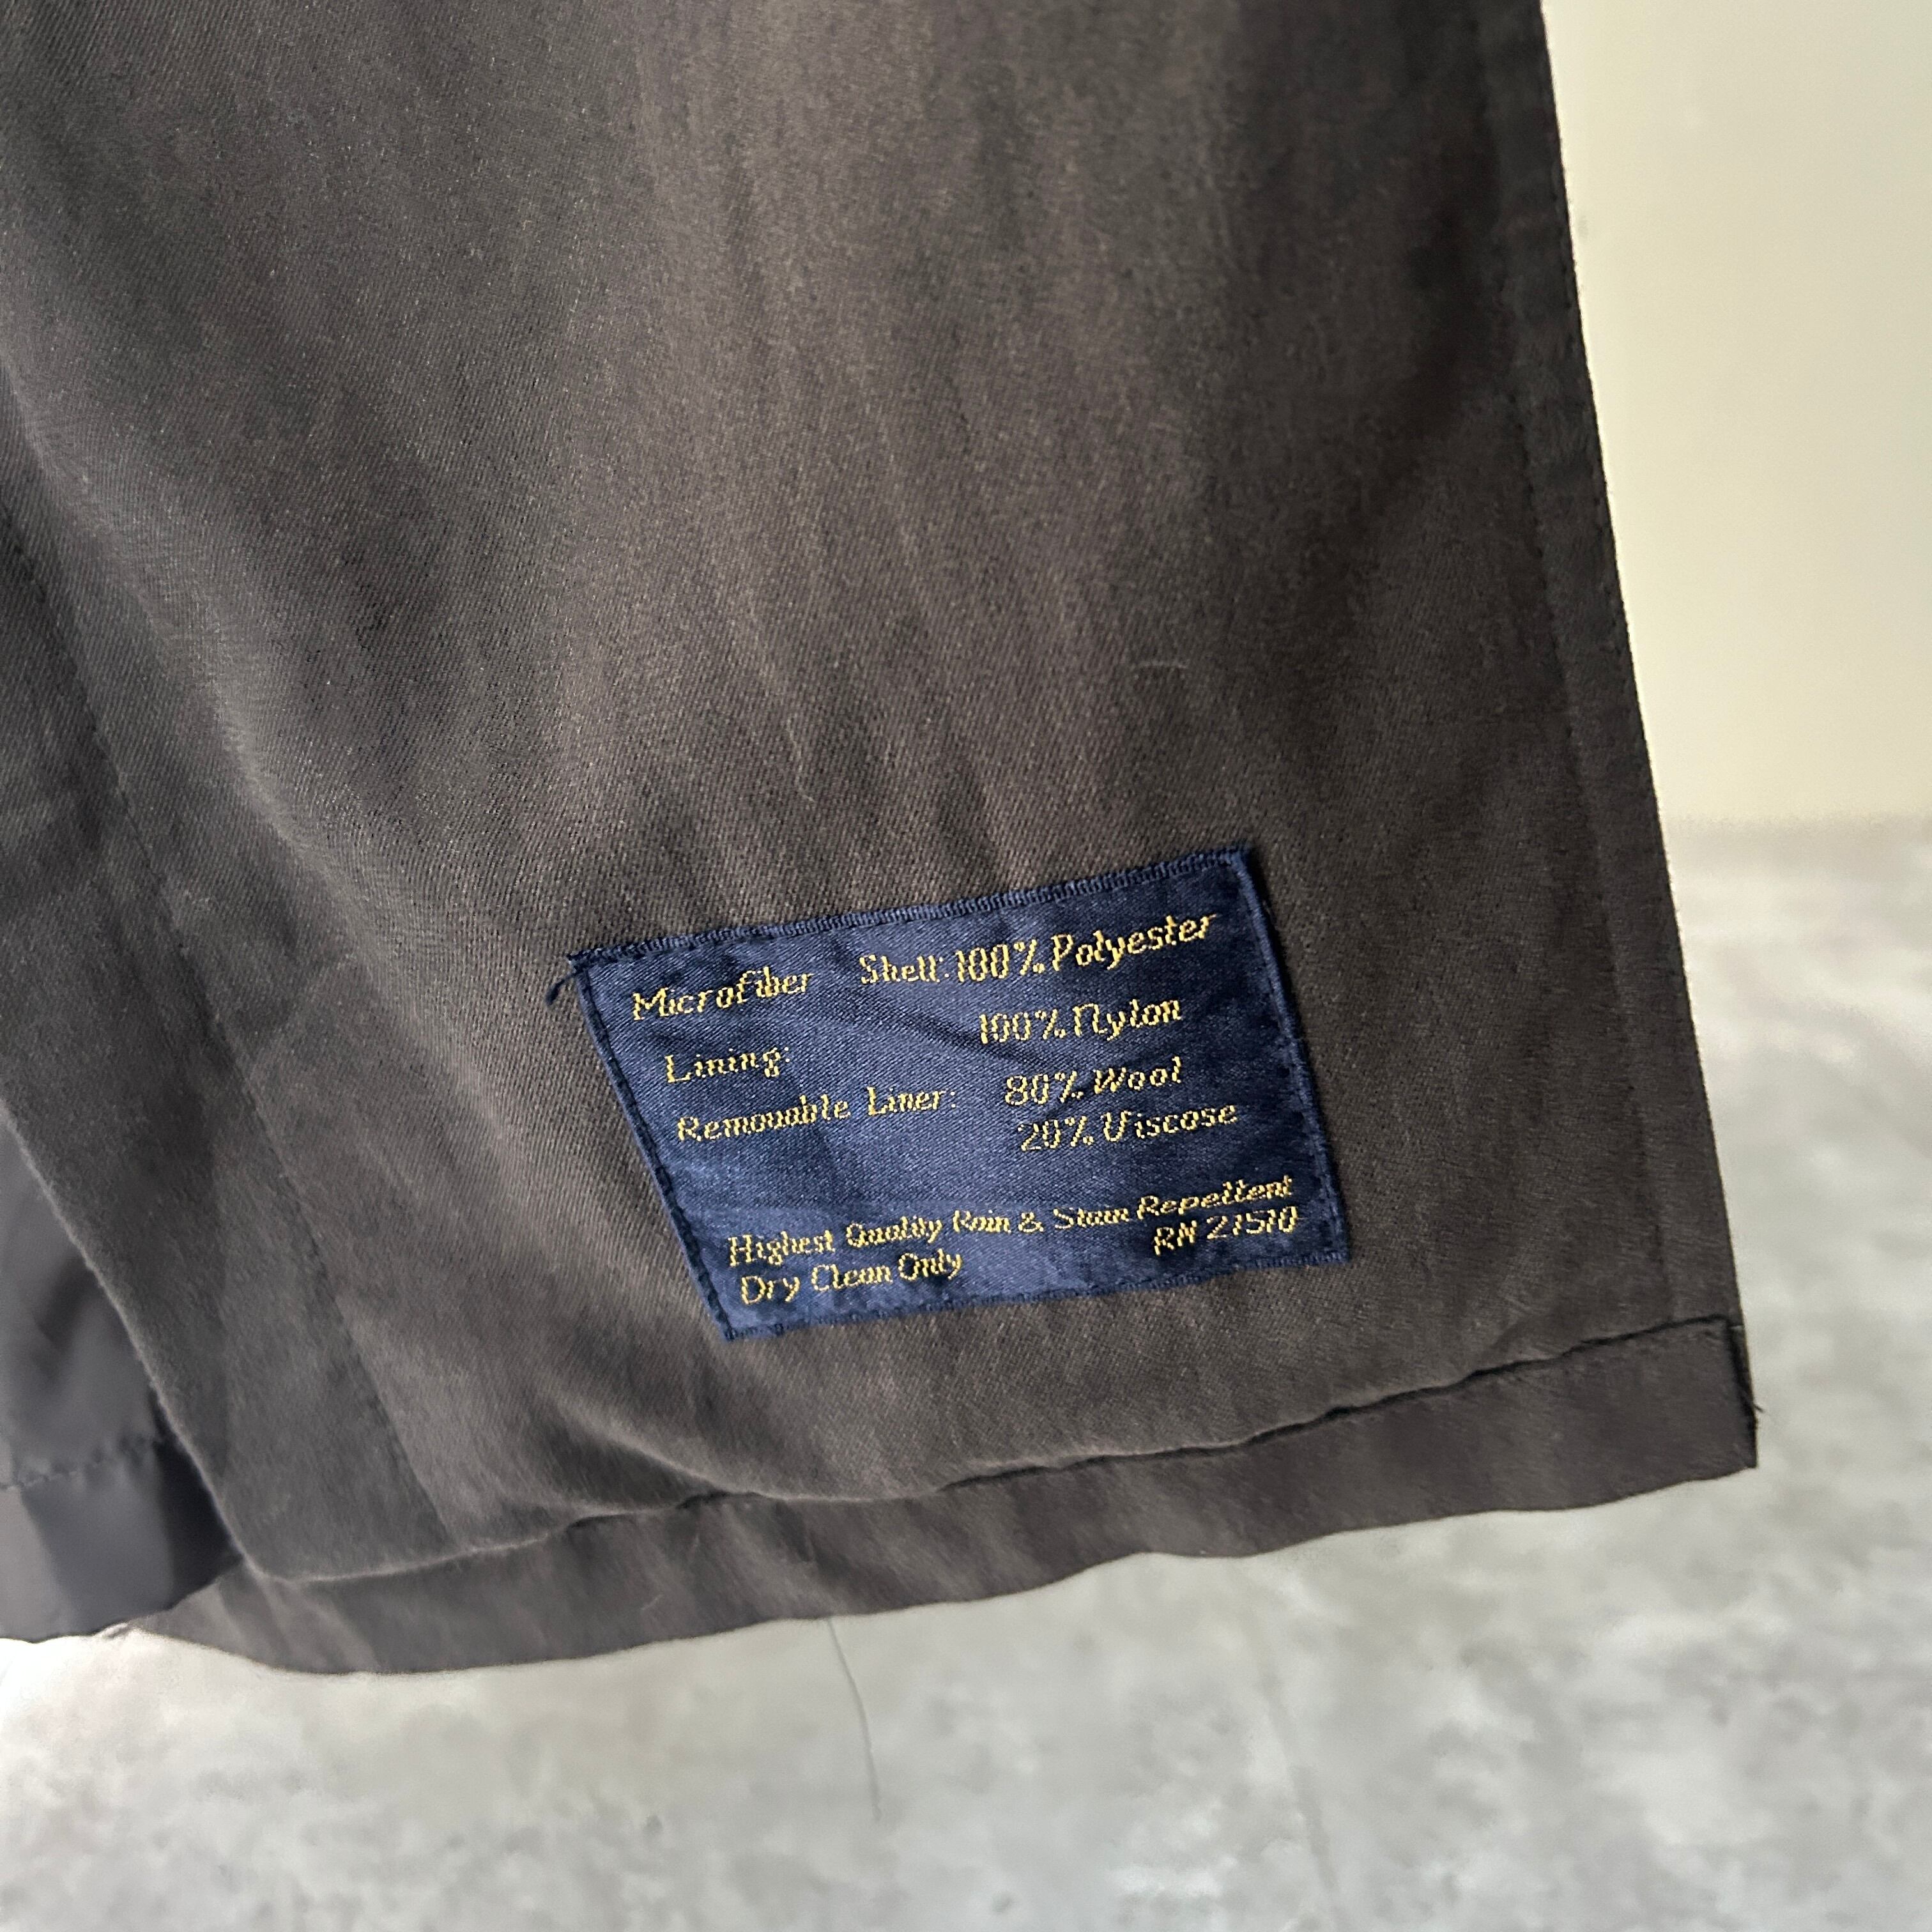 Microfiber Shell: 100% Polyester
Lining: 100% Nylon
Removable Liner: 80% Wool
20% Viscose
Highest Quality Rain & Stain Repellent
Dry Clean Only RN 21510